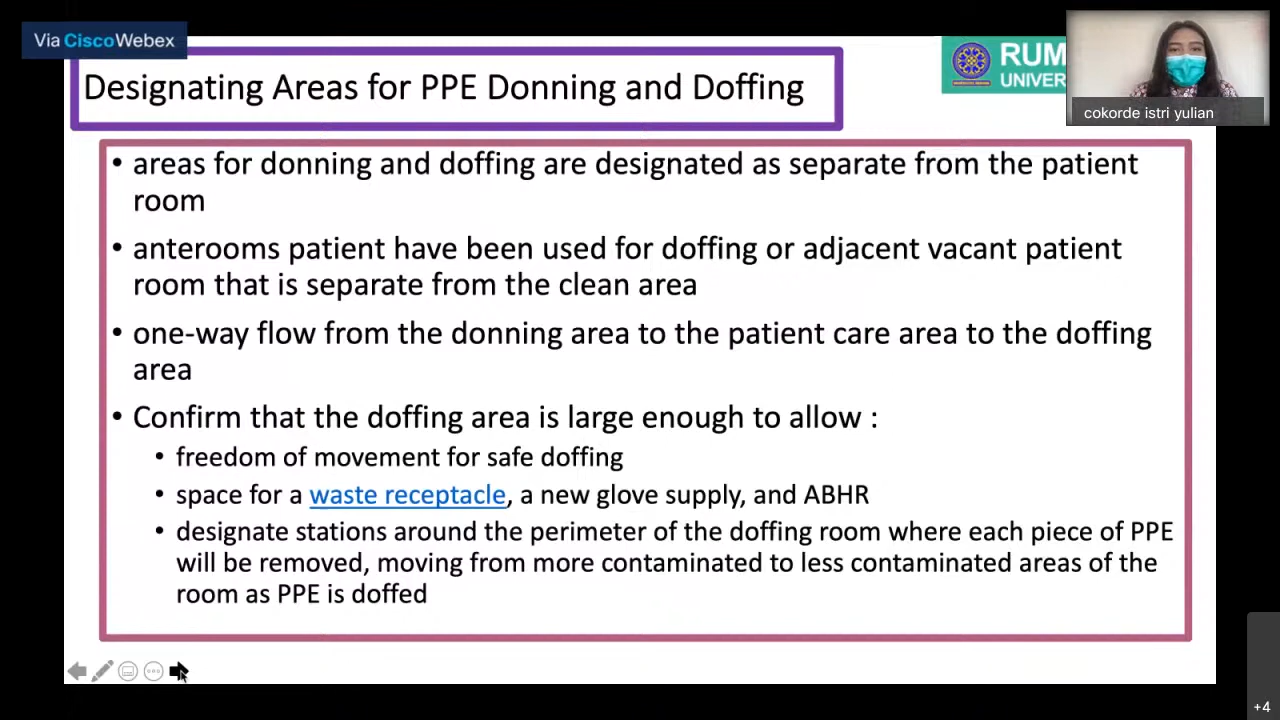 Via CiscoWebex
Designating Areas for PPE Donning and Doffing
RUM
UNIVER
cokorde istri yulian
• areas for donning and doffing are designated as separate from the patient
room
• anterooms patient have been used for doffing or adjacent vacant patient
room that is separate from the clean area
• one-way flow from the donning area to the patient care area to the doffing
area
• Confirm that the doffing area is large enough to allow :
• freedom of movement for safe doffing
• space for a waste receptacle, a new glove supply, and ABHR
• designate stations around the perimeter of the doffing room where each piece of PPE
will be removed, moving from more contaminated to less contaminated areas of the
room as PPE is doffed
+4